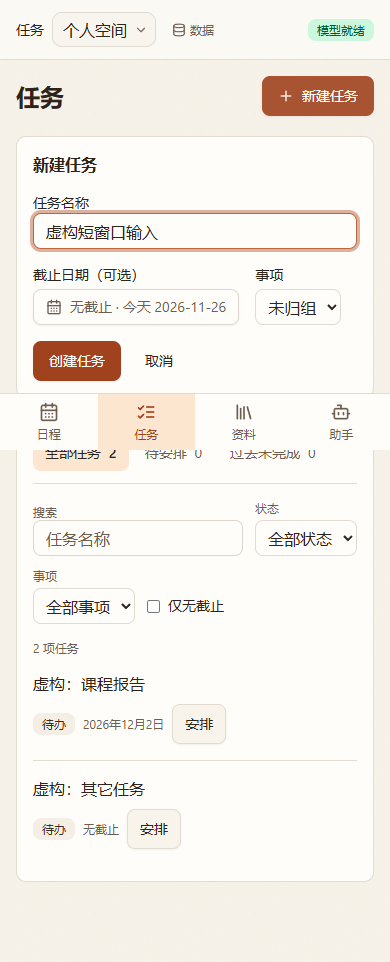 任务 个人空间 数据 模型就绪
任务 新建任务
新建任务
任务名称
虚构短窗口输入
截止日期（可选） 事项
无截止 · 今天 2026-11-26 未归组
创建任务 取消
日程 任务 资料 助手
全部任务 2 待安排 0 过去未完成 0
搜索 状态
任务名称 全部状态
事项
全部事项 仅无截止
2 项任务
虚构：课程报告
待办 2026年12月2日 安排
虚构：其它任务
待办 无截止 安排